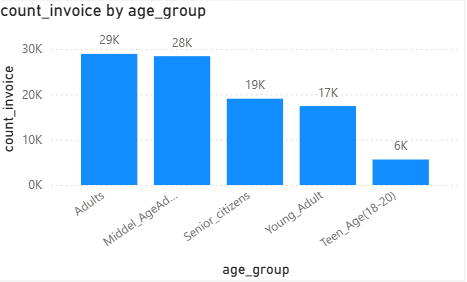 count_invoice by age_group
30K
20K
10K
0K
count_invoice
29K
28K
19K
17K
6K
Adults
Middel_AgeAd...
Senior_citizens
Young_Adult
Teen_Age(18-20)
age_group